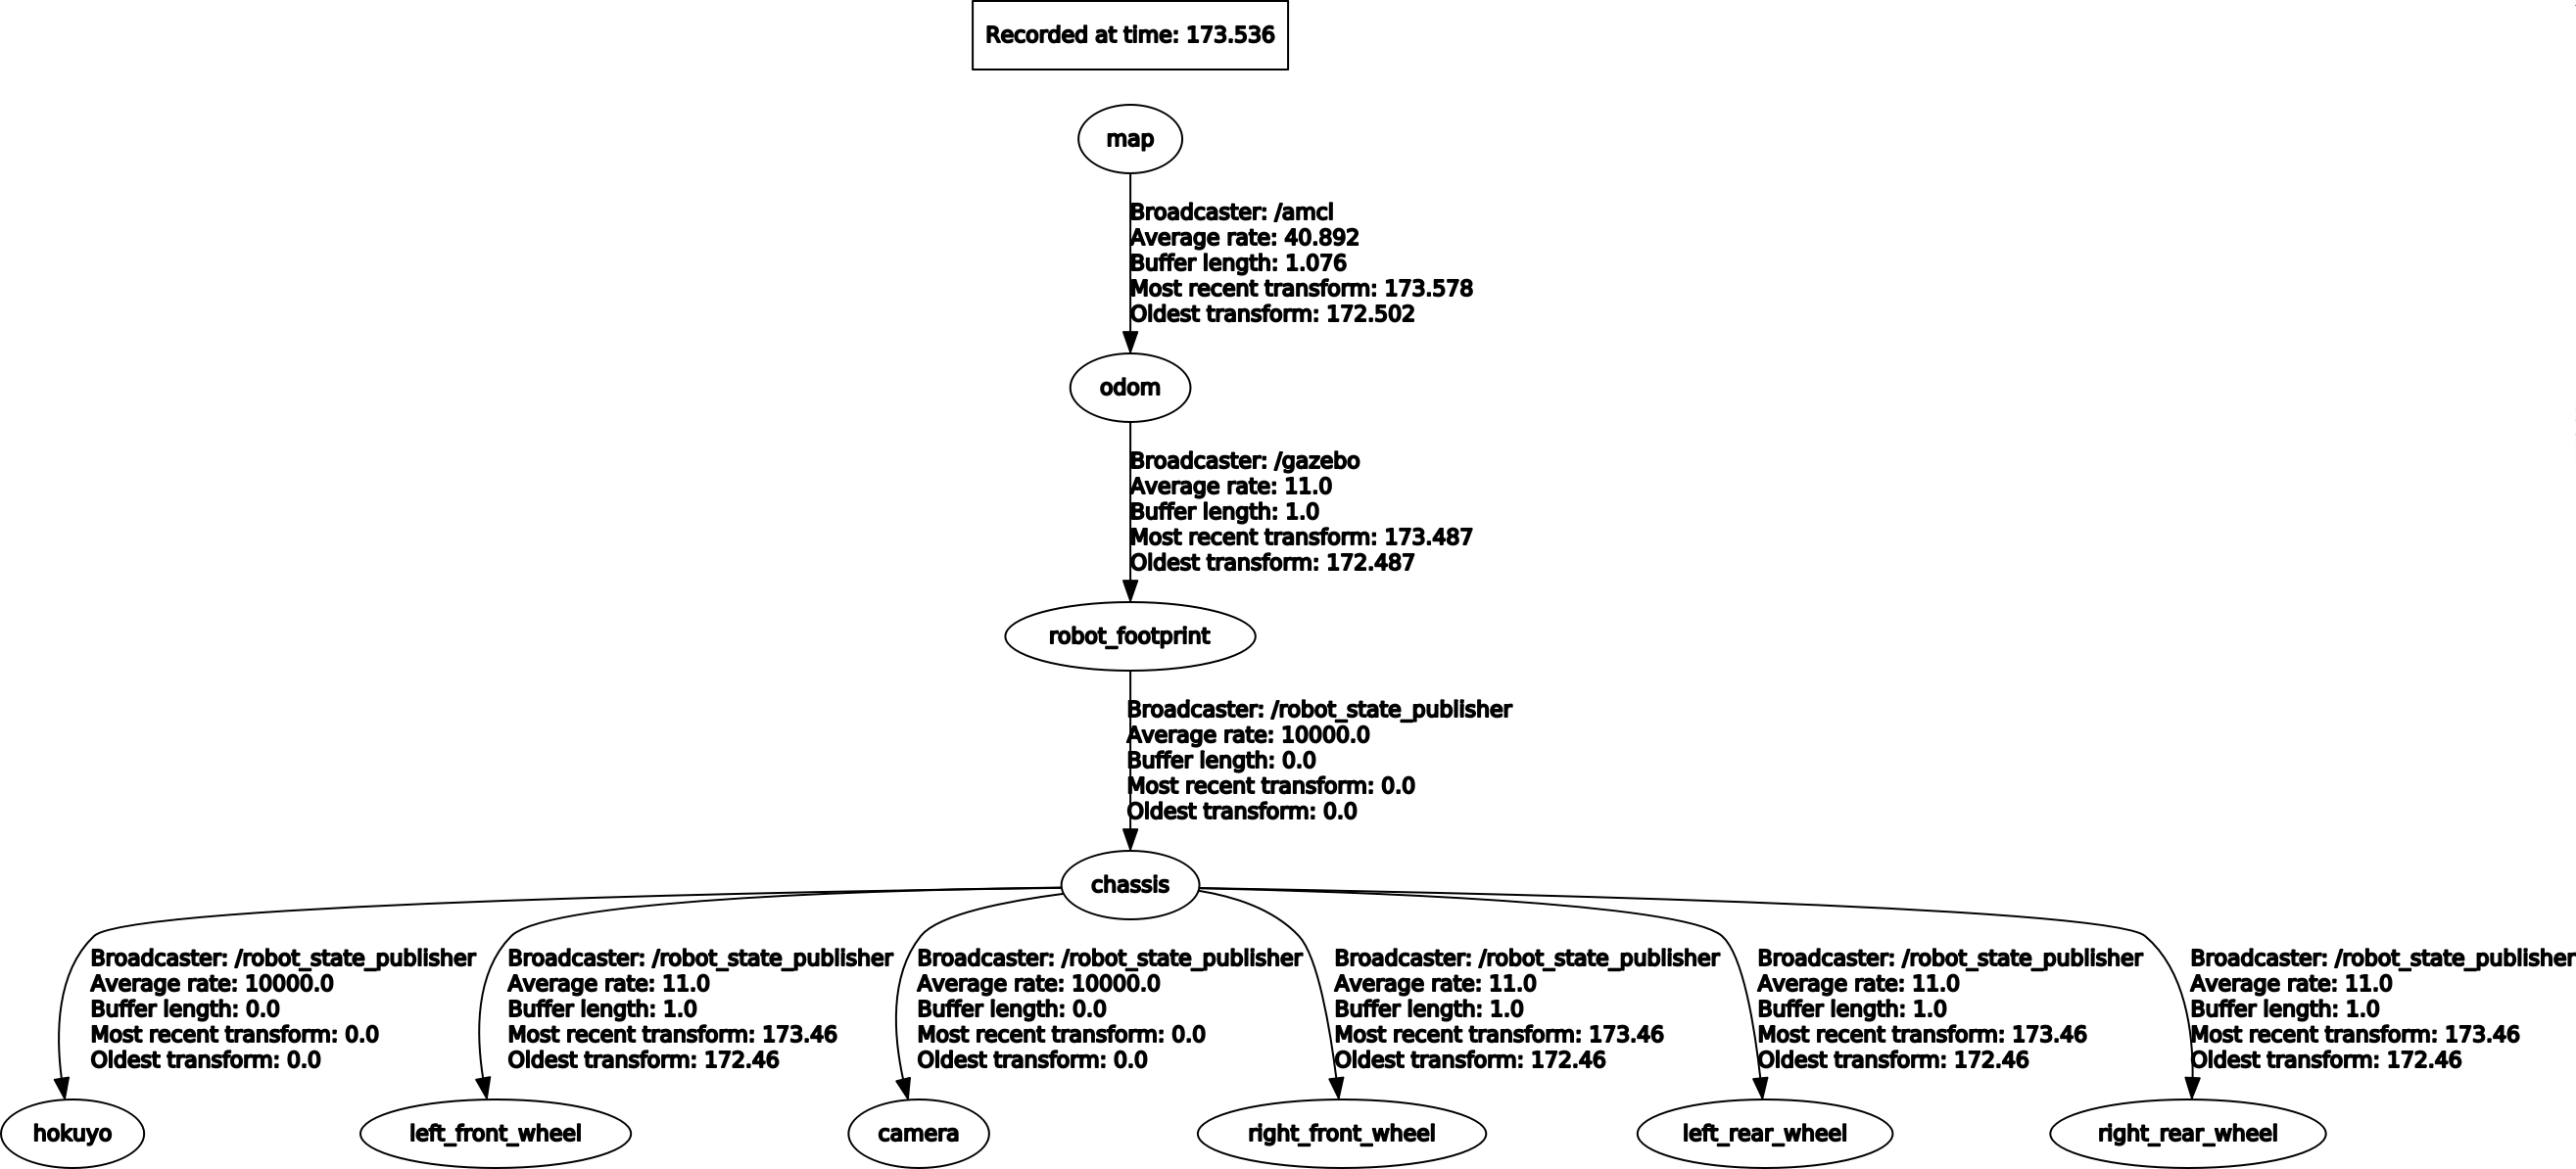 Recorded at time: 173.536
map
Broadcaster: /amcl
Average rate: 40.892
Buffer length: 1.076
Most recent transform: 173.578
Oldest transform: 172.502
odom
Broadcaster: /gazebo
Average rate: 11.0
Buffer length: 1.0
Most recent transform: 173.487
Oldest transform: 172.487
robot_footprint
Broadcaster: /robot_state_publisher
Average rate: 10000.0
Buffer length: 0.0
Most recent transform: 0.0
Oldest transform: 0.0
chassis
Broadcaster: /robot_state_publisher
Average rate: 10000.0
Buffer length: 0.0
Most recent transform: 0.0
Oldest transform: 0.0
Broadcaster: /robot_state_publisher
Average rate: 11.0
Buffer length: 1.0
Most recent transform: 173.46
Oldest transform: 172.46
Broadcaster: /robot_state_publisher
Average rate: 10000.0
Buffer length: 0.0
Most recent transform: 0.0
Oldest transform: 0.0
Broadcaster: /robot_state_publisher
Average rate: 11.0
Buffer length: 1.0
Most recent transform: 173.46
Oldest transform: 172.46
Broadcaster: /robot_state_publisher
Average rate: 11.0
Buffer length: 1.0
Most recent transform: 173.46
Oldest transform: 172.46
Broadcaster: /robot_state_publisher
Average rate: 11.0
Buffer length: 1.0
Most recent transform: 173.46
Oldest transform: 172.46
hokuyo
left_front_wheel
camera
right_front_wheel
left_rear_wheel
right_rear_wheel